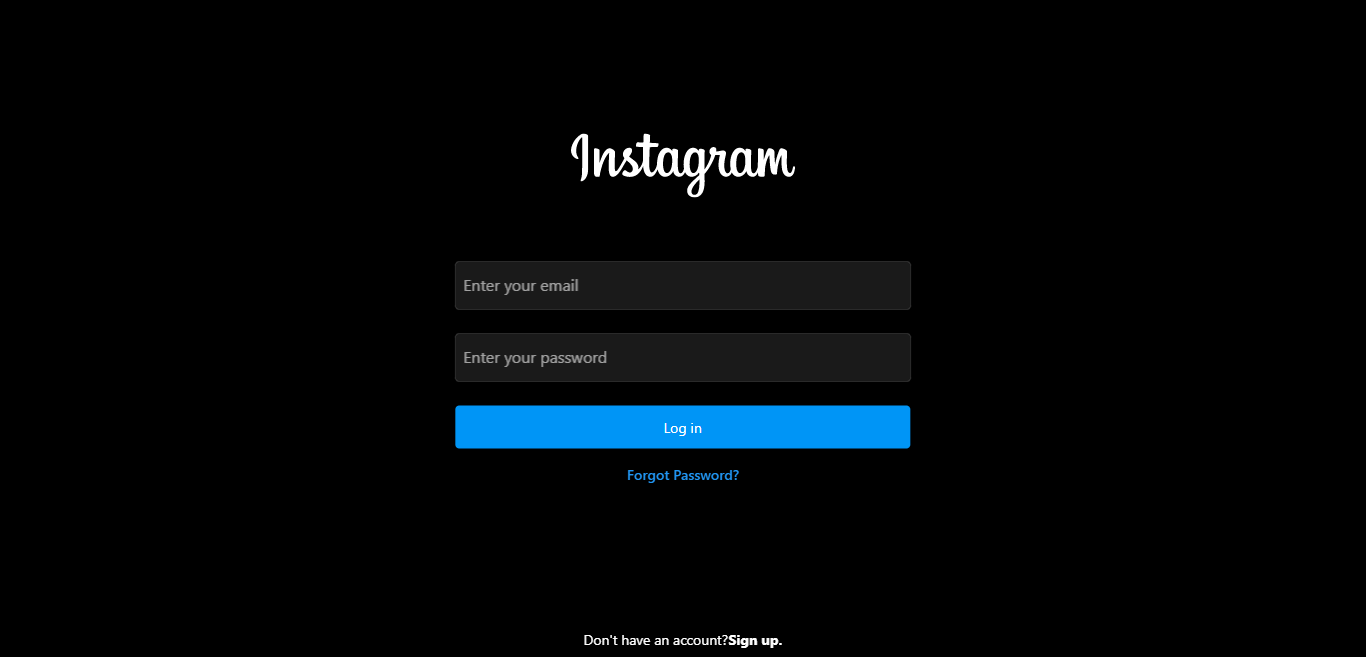 Instagram
Enter your email
Enter your password
Log in
Forgot Password?
Don't have an account?Sign up.